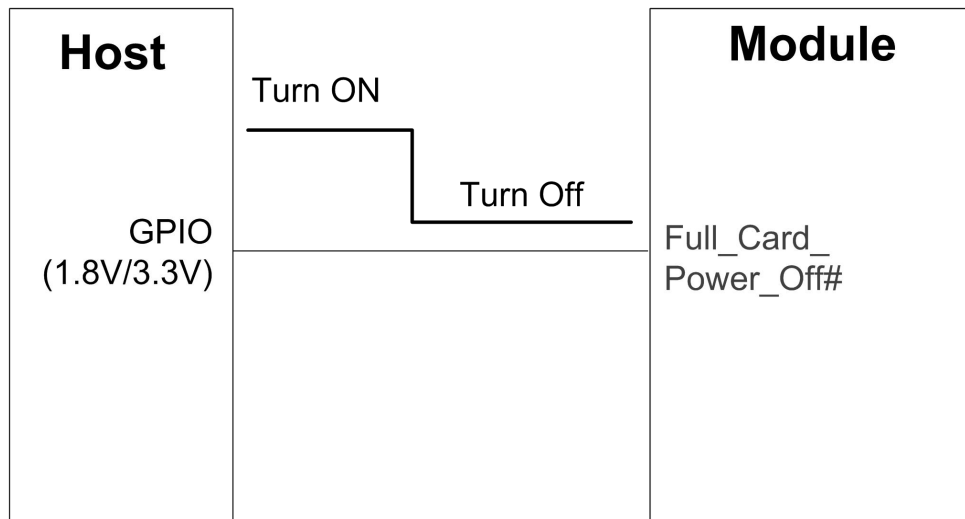 Host
Module
Turn ON
Turn Off
GPIO
(1.8V/3.3V)
Full_Card_
Power_Off#